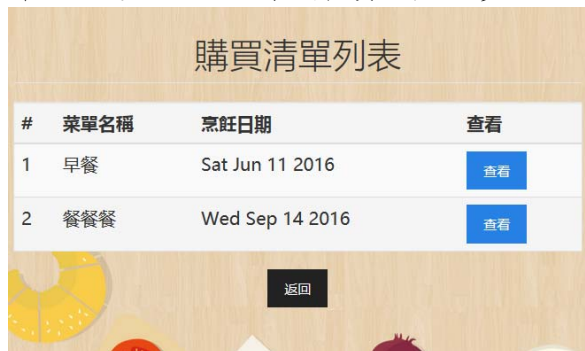 購買清單列表
# 菜單名稱 烹飪日期 查看
1 早餐 Sat Jun 11 2016 查看
2 餐餐餐 Wed Sep 14 2016 查看
返回